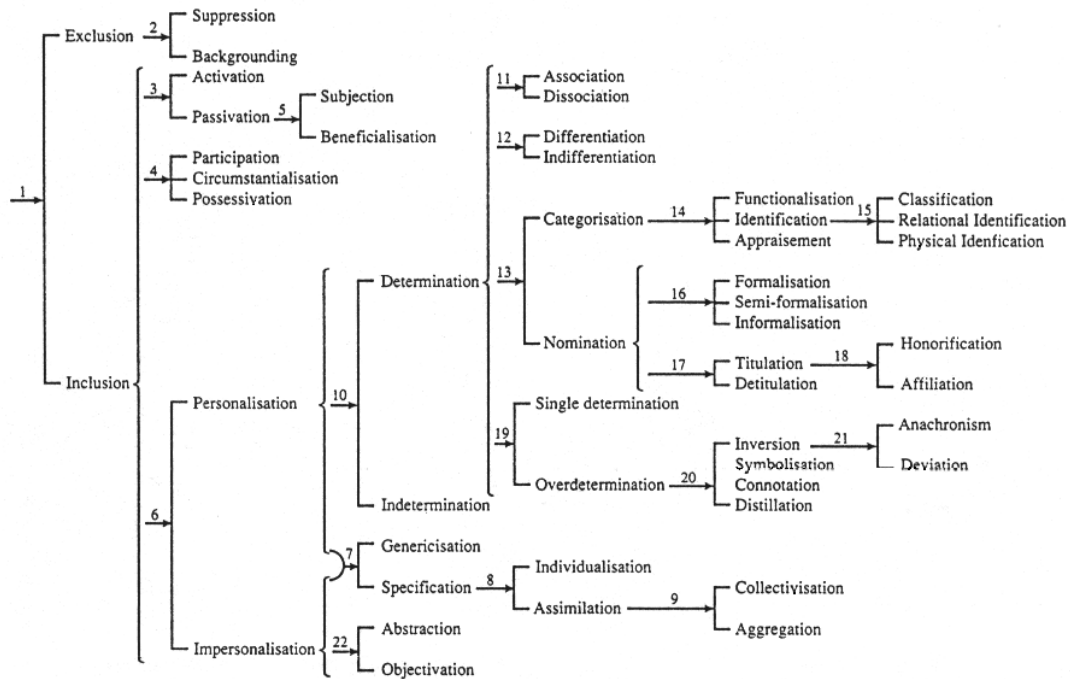 Suppression
Exclusion 2
Backgrounding
Activation
3 11 Association
Dissociation
Subjection
Passivation 5
Beneficialisation
12 Differentiation
Indifferentiation
Participation
4 Circumstantialisation
Possessivation
1
Functionalisation Classification
Categorisation 14 Identification 15 Relational Identification
Appraisement Physical Idenfication
Determination 13
Formalisation
16 Semi-formalisation
Informalisation
Nomination
Honorification
17 Titulation 18
Detitulation
Affiliation
Inclusion
Personalisation 10 Single determination
19
Anachronism
Inversion 21
Symbolisation Deviation
Overdetermination 20 Connotation
Distillation
Indetermination
6
7 Genericisation
Individualisation
Specification 8
Collectivisation
Assimilation 9
Aggregation
Abstraction
Impersonalisation 22
Objectivation